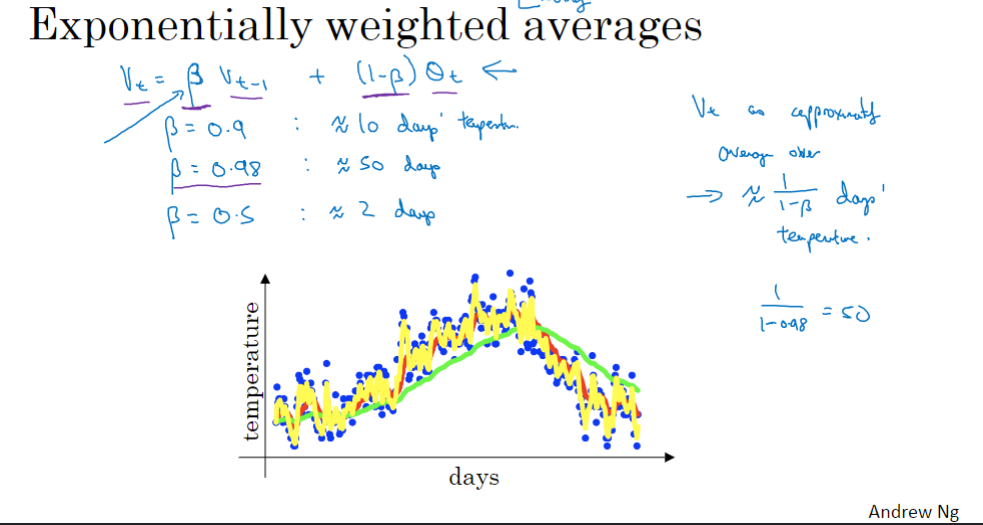 Exponentially weighted averages
Vt = β Vt-1 + (1-β) θt ←
β = 0.9 : ≈ 10 days'
β = 0.98 : ≈ 50 days
β = 0.5 : ≈ 2 days
Vt as approximately
average over
→ ≈ 1/1-β days'
temperature.
1/1-0.98 = 50
temperature
days
Andrew Ng